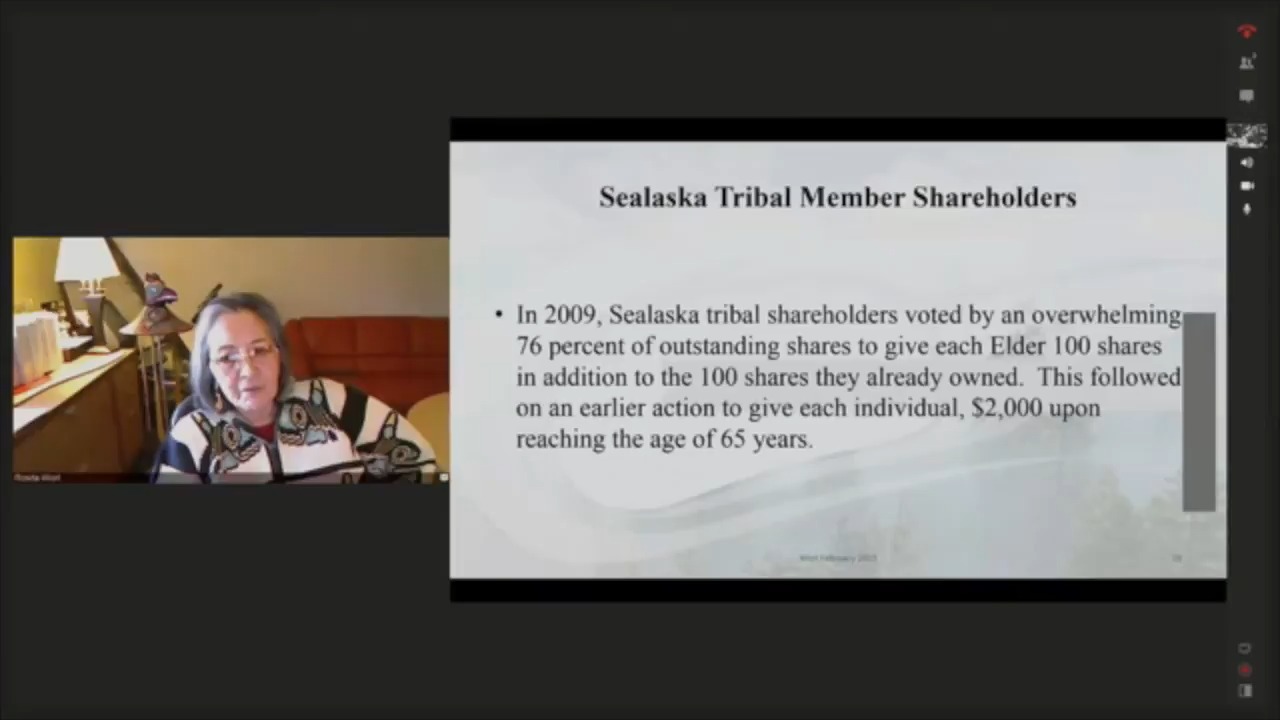 Sealaska Tribal Member Shareholders
• In 2009, Sealaska tribal shareholders voted by an overwhelming
76 percent of outstanding shares to give each Elder 100 shares
in addition to the 100 shares they already owned.  This followed
on an earlier action to give each individual, $2,000 upon
reaching the age of 65 years.